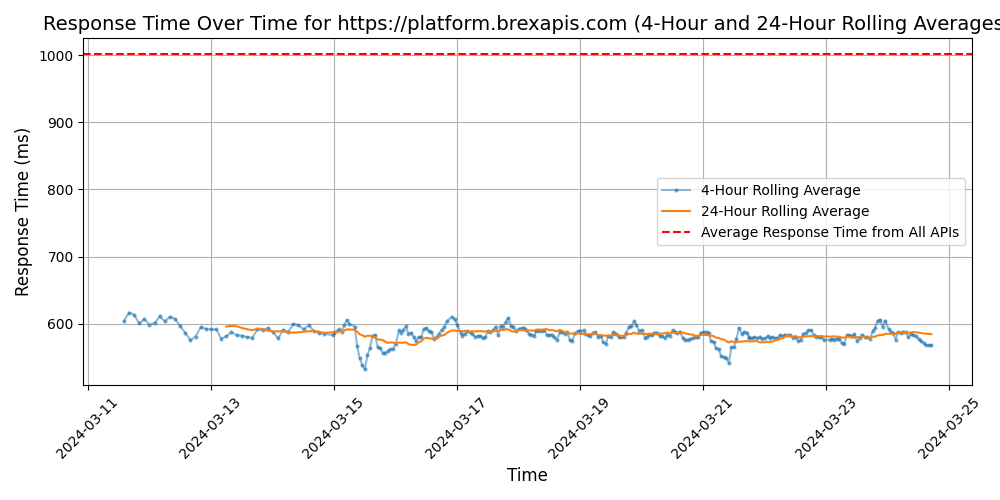 Response Time Over Time for https://platform.brexapis.com (4-Hour and 24-Hour Rolling Averages
1000
900
800
700
600
Response Time (ms)
4-Hour Rolling Average
24-Hour Rolling Average
Average Response Time from All APIs
2024-03-11
2024-03-13
2024-03-15
2024-03-17
2024-03-19
2024-03-21
2024-03-23
2024-03-25
Time